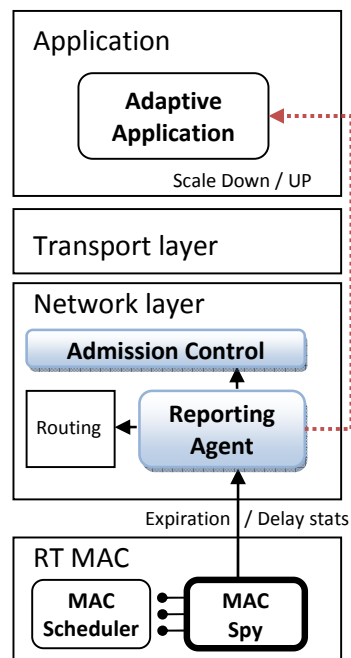 Application
Adaptive
Application
Scale Down / UP
Transport layer
Network layer
Admission Control
Routing
Reporting
Agent
Expiration / Delay stats
RT MAC
MAC
Scheduler
MAC
Spy